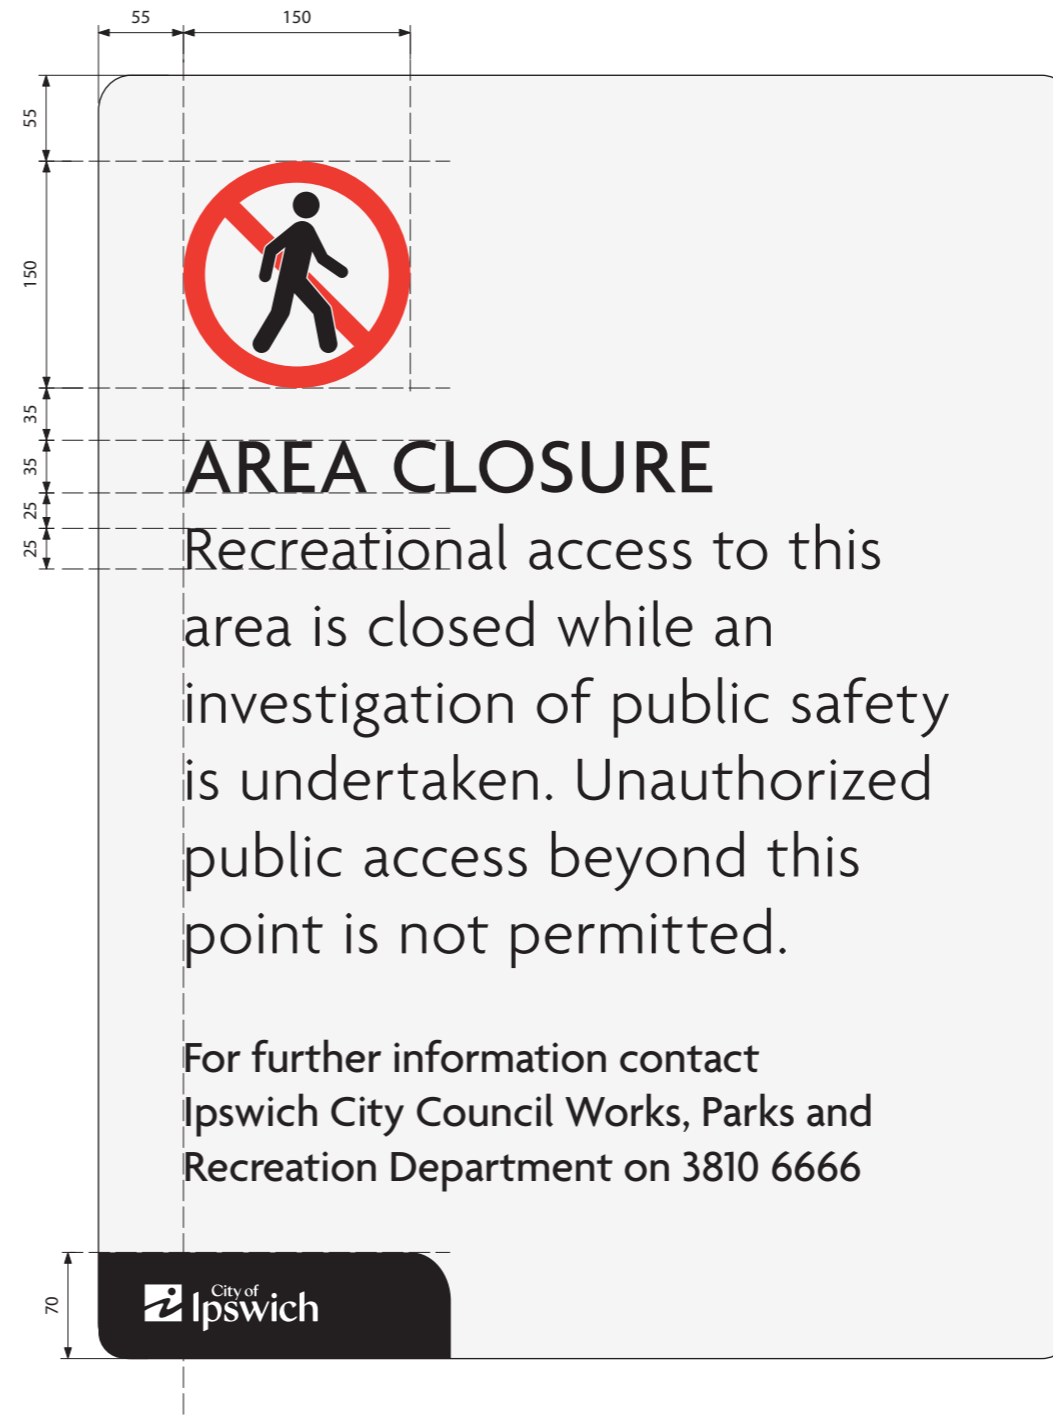 55
150
55
150
35
35
25
25
AREA CLOSURE
Recreational access to this
area is closed while an
investigation of public safety
is undertaken. Unauthorized
public access beyond this
point is not permitted.
For further information contact
Ipswich City Council Works, Parks and
Recreation Department on 3810 6666
70
City of
Ipswich